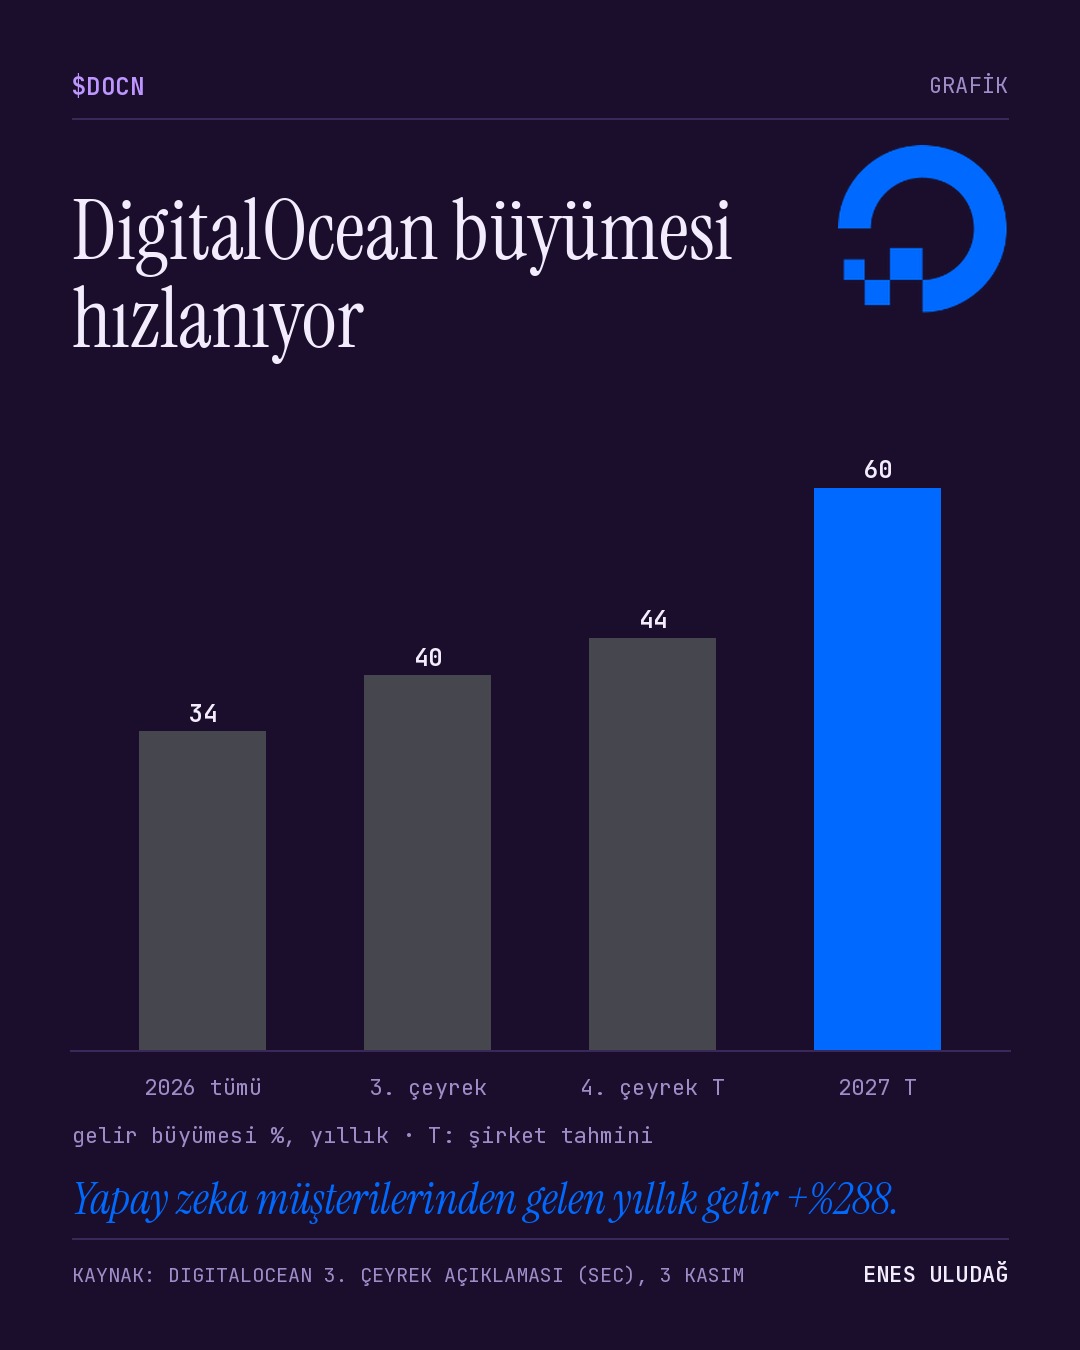 $DOCN
GRAFİK
DigitalOcean büyümesi
hızlanıyor
60
44
40
34
2026 tümü
3. çeyrek
4. çeyrek T
2027 T
gelir büyümesi %, yıllık · T: şirket tahmini
Yapay zeka müşterilerinden gelen yıllık gelir +%288.
KAYNAK: DIGITALOCEAN 3. ÇEYREK AÇIKLAMASI (SEC), 3 KASIM
ENES ULUDAĞ